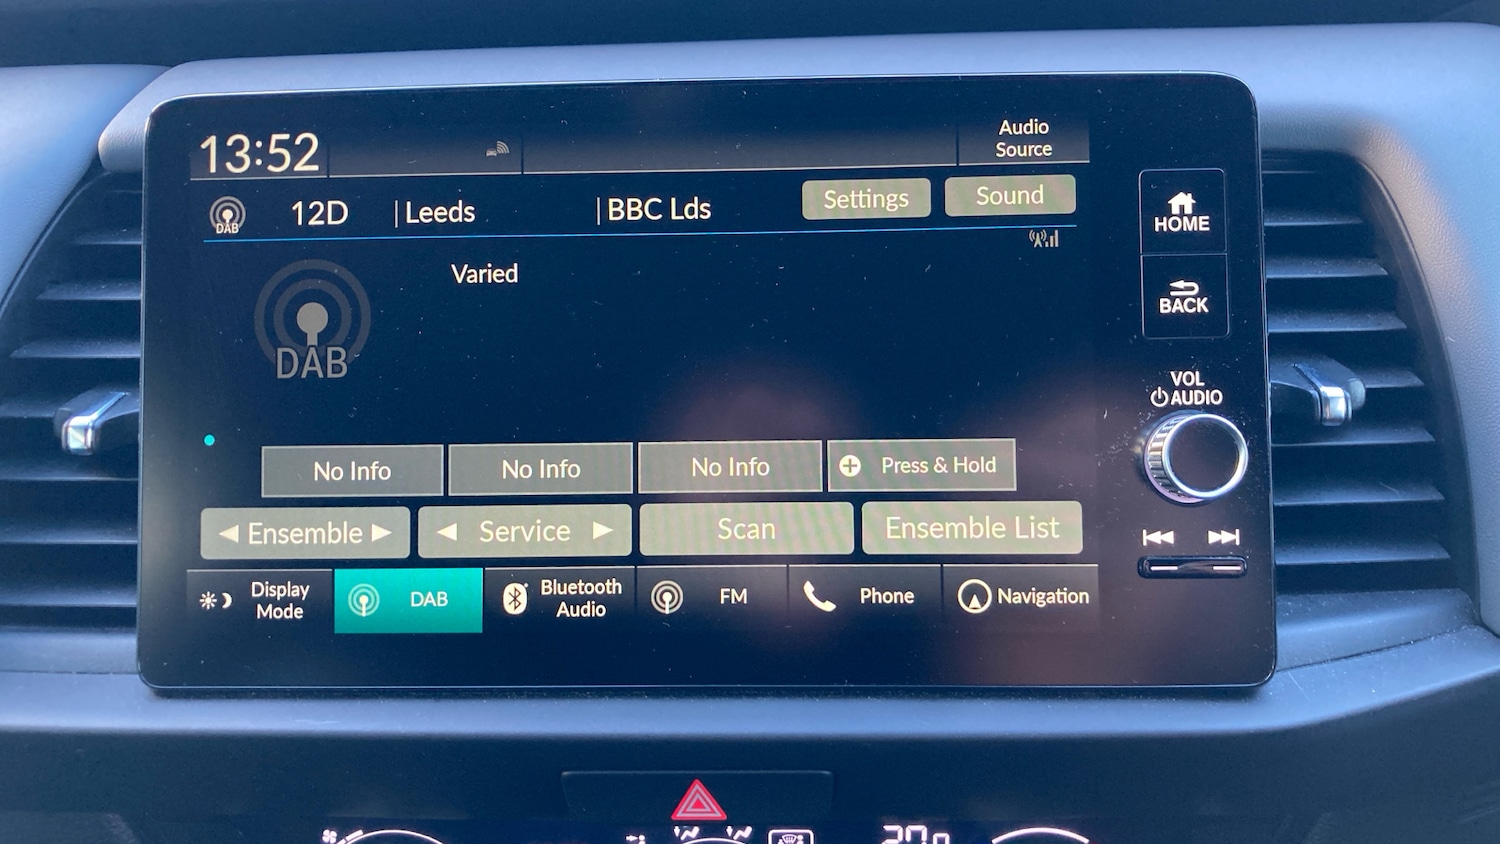 13:52
Audio
Source
DAB 12D |Leeds |BBC Lds Settings Sound
HOME
BACK
Varied
DAB
VOL
AUDIO
No Info No Info No Info Press & Hold
Ensemble Service Scan Ensemble List
Display
Mode
DAB
Bluetooth
Audio
FM
Phone
Navigation